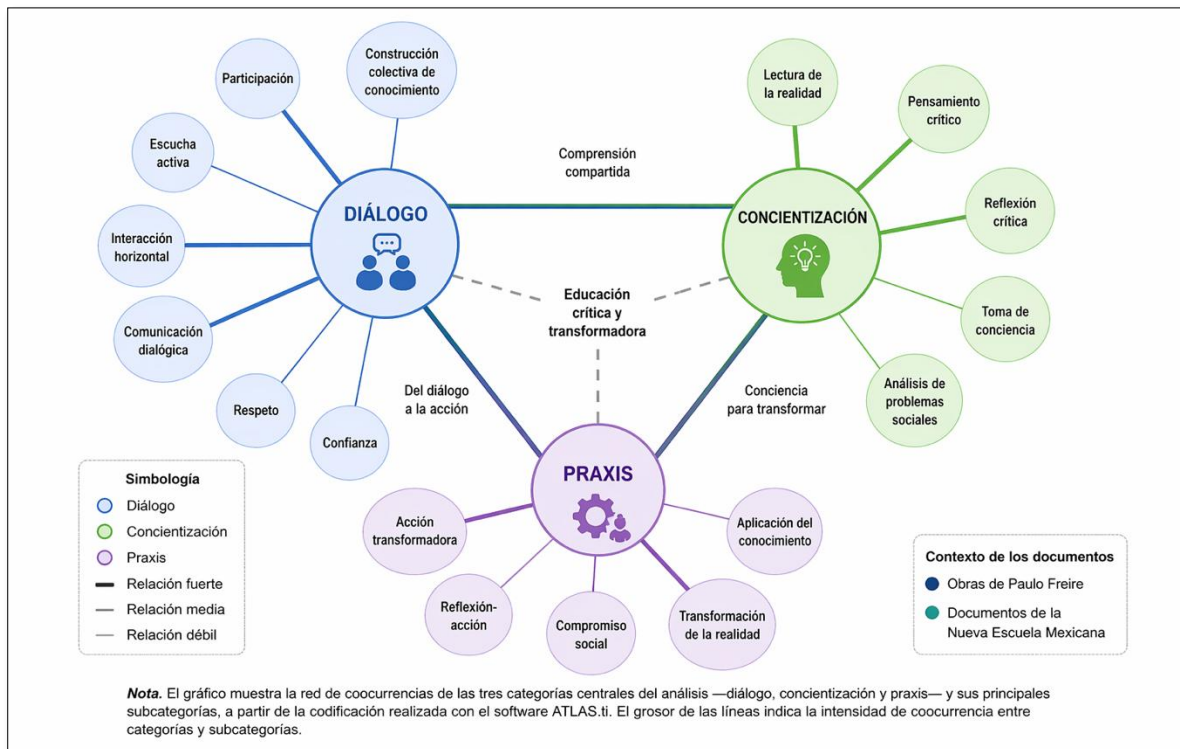 Participación
Construcción
colectiva de
conocimiento
Escucha
activa
Interacción
horizontal
Comunicación
dialógica
Respeto
Confianza
DIÁLOGO
Comprensión
compartida
Lectura de
la realidad
Pensamiento
crítico
Reflexión
crítica
Toma de
conciencia
Análisis de
problemas
sociales
CONCIENTIZACIÓN
Educación
crítica y
transformadora
Del diálogo
a la acción
Conciencia
para transformar
PRAXIS
Acción
transformadora
Reflexión-
acción
Compromiso
social
Transformación
de la realidad
Aplicación del
conocimiento
Simbología
Diálogo
Concientización
Praxis
Relación fuerte
Relación media
Relación débil
Contexto de los documentos
Obras de Paulo Freire
Documentos de la
Nueva Escuela Mexicana
Nota. El gráfico muestra la red de coocurrencias de las tres categorías centrales del análisis —diálogo, concientización y praxis— y sus principales
subcategorías, a partir de la codificación realizada con el software ATLAS.ti. El grosor de las líneas indica la intensidad de coocurrencia entre
categorías y subcategorías.